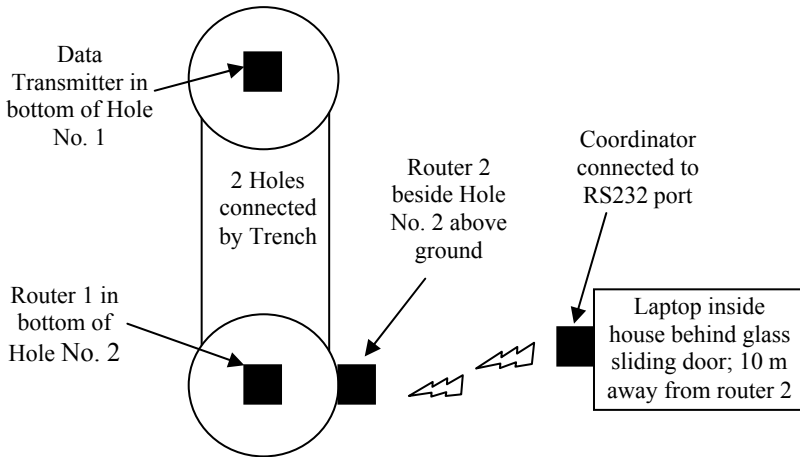 Data
Transmitter in
bottom of Hole
No. 1
2 Holes
connected
by Trench
Router 1 in
bottom of
Hole No. 2
Router 2
beside Hole
No. 2 above
ground
Coordinator
connected to
RS232 port
Laptop inside
house behind glass
sliding door; 10 m
away from router 2